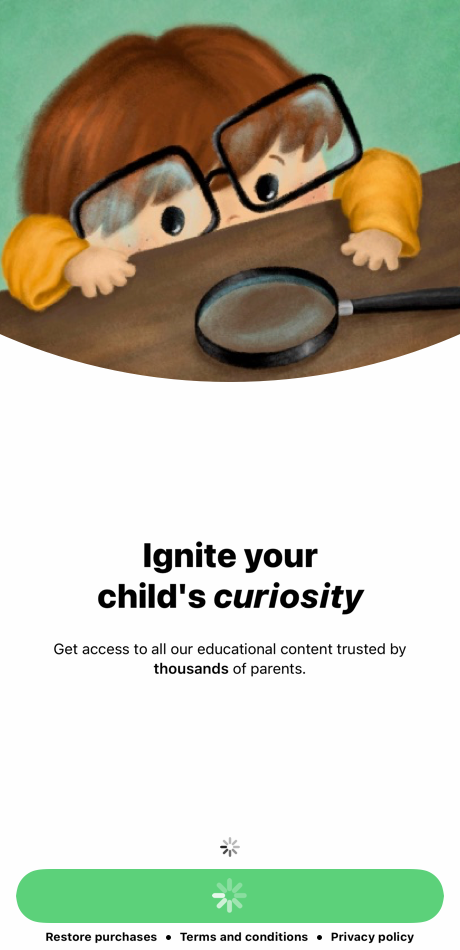 Ignite your
child's curiosity
Get access to all our educational content trusted by
thousands of parents.
Restore purchases • Terms and conditions • Privacy policy